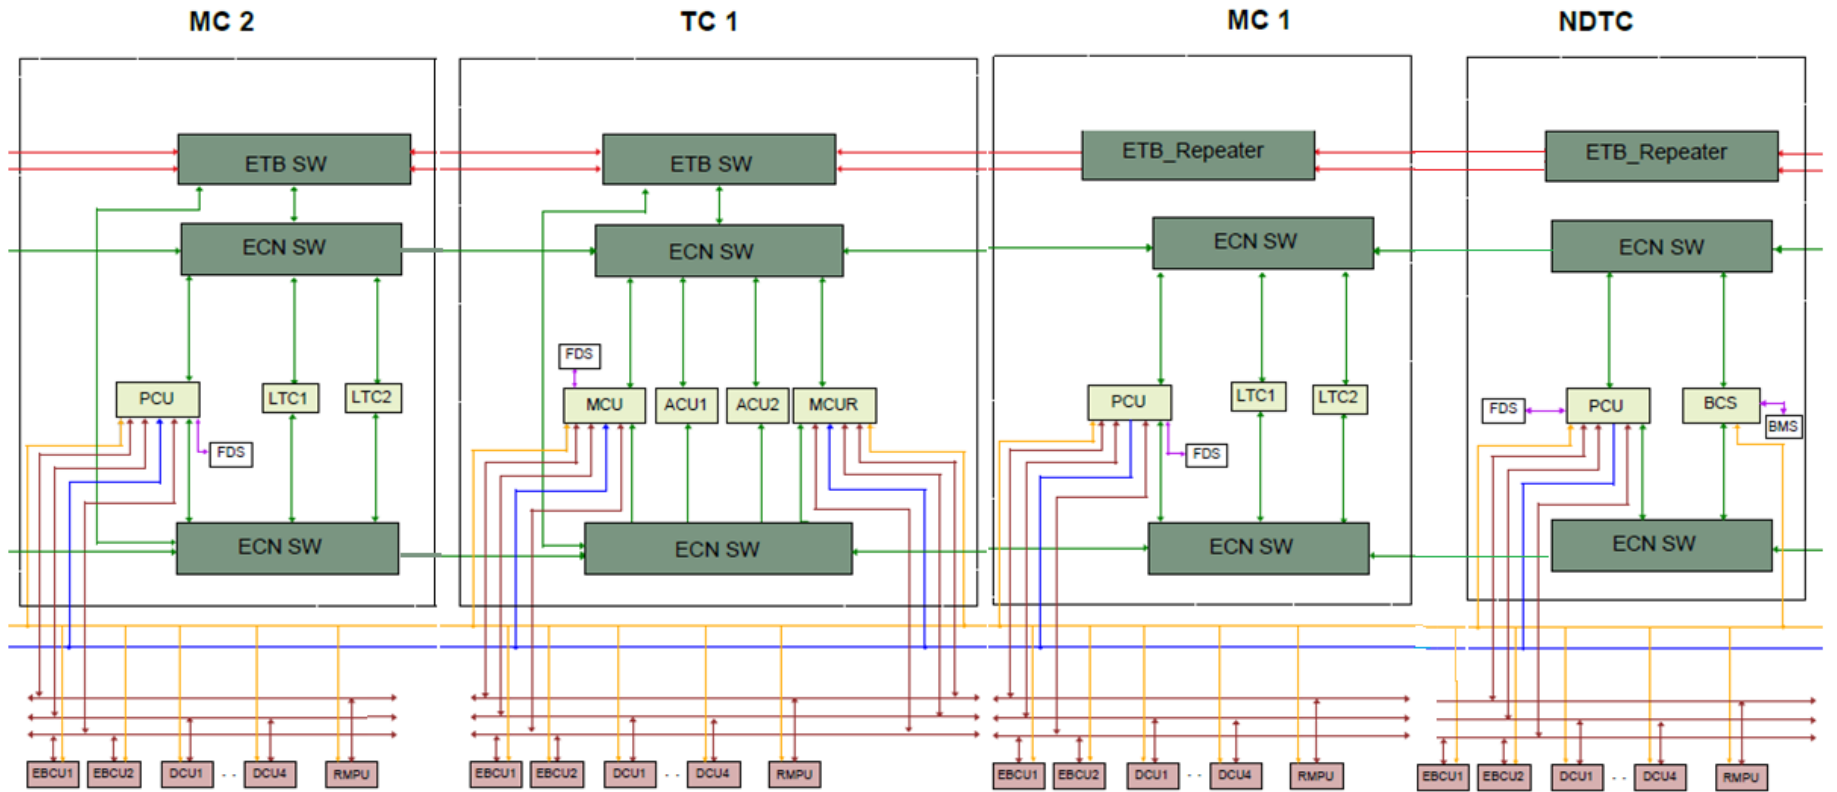 MC 2 TC 1 MC 1 NDTC
ETB SW ETB SW ETB_Repeater ETB_Repeater
ECN SW ECN SW ECN SW ECN SW
FDS
PCU LTC1 LTC2 MCU ACU1 ACU2 MCUR PCU LTC1 LTC2 FDS PCU BCS
BMS
FDS FDS
ECN SW ECN SW ECN SW ECN SW
EBCU1 EBCU2 DCU1 - - DCU4 RMPU EBCU1 EBCU2 DCU1 - - DCU4 RMPU EBCU1 EBCU2 DCU1 - - DCU4 RMPU EBCU1 EBCU2 DCU1 - - DCU4 RMPU